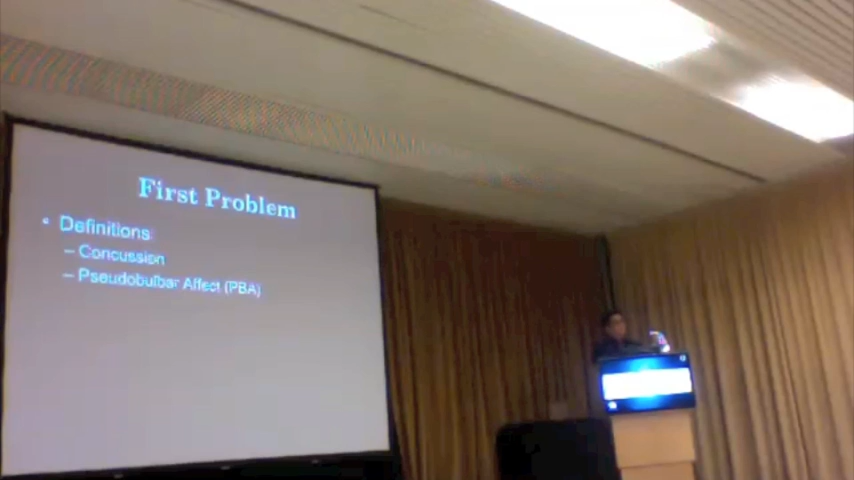 First Problem
• Definitions:
– Concussion
– Pseudobulbar Affect (PBA)